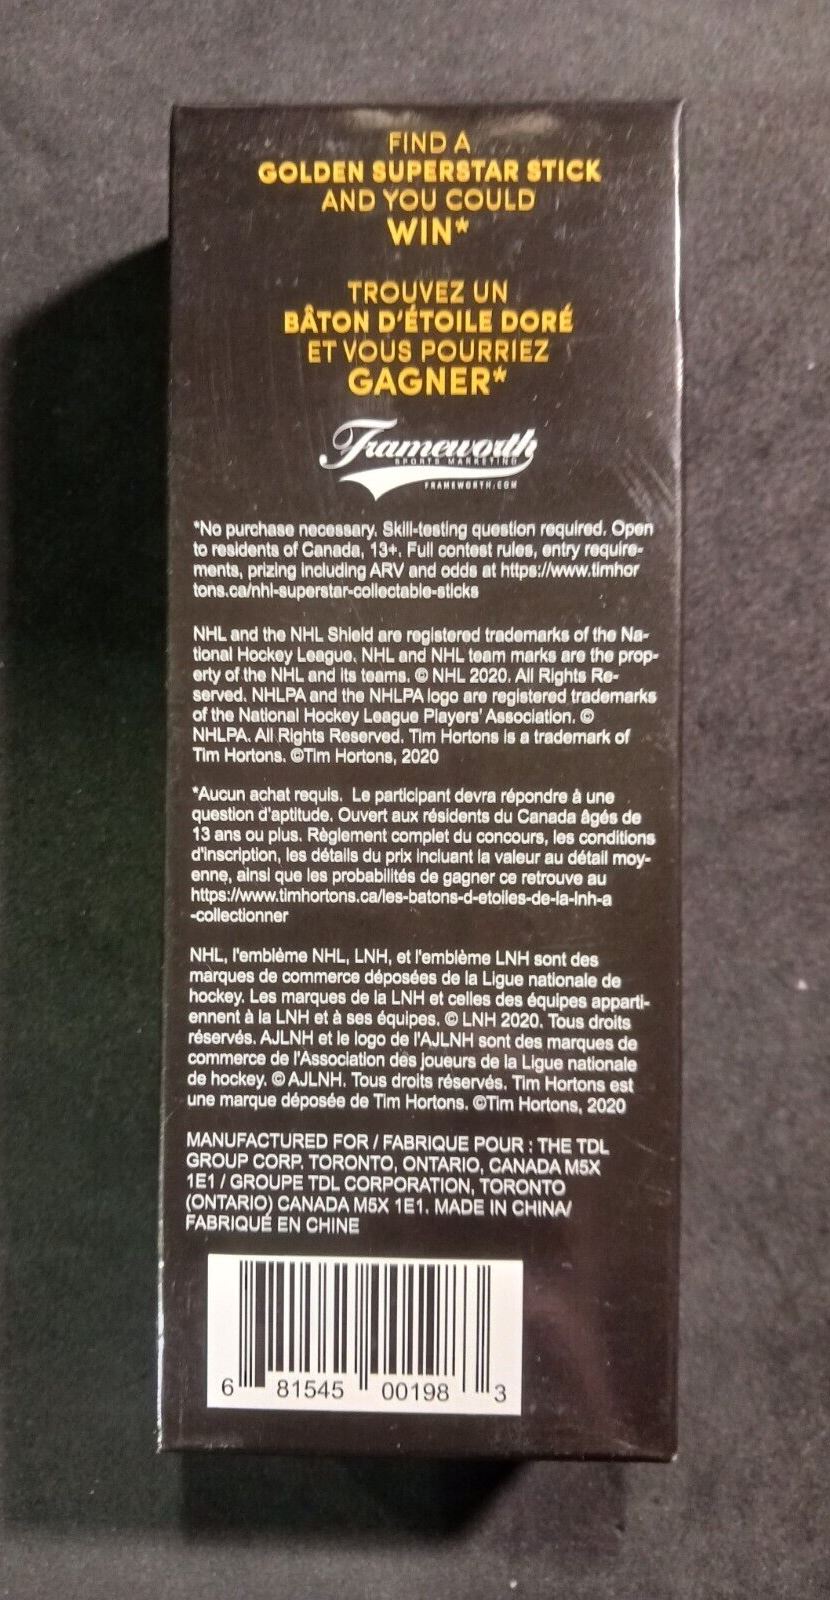 FIND A
GOLDEN SUPERSTAR STICK
AND YOU COULD
WIN*
TROUVEZ UN
BÂTON D'ÉTOILE DORÉ
ET VOUS POURRIEZ
GAGNER*
Frameworth
SPORTS MARKETING
FRAMEWORTH.COM
*No purchase necessary. Skill-testing question required. Open
to residents of Canada, 13+. Full contest rules, entry require-
ments, prizing including ARV and odds at https://www.timhor
tons.ca/nhl-superstar-collectable-sticks
NHL and the NHL Shield are registered trademarks of the Na-
tional Hockey League. NHL and NHL team marks are the prop-
erty of the NHL and its teams. © NHL 2020. All Rights Re-
served. NHLPA and the NHLPA logo are registered trademarks
of the National Hockey League Players' Association. ©
NHLPA. All Rights Reserved. Tim Hortons is a trademark of
Tim Hortons. ©Tim Hortons, 2020
*Aucun achat requis. Le participant devra répondre à une
question d'aptitude. Ouvert aux résidents du Canada âgés de
13 ans ou plus. Règlement complet du concours, les conditions
d'inscription, les détails du prix incluant la valeur au détail moy-
enne, ainsi que les probabilités de gagner ce retrouve au
https://www.timhortons.ca/les-batons-d-etoiles-de-la-lnh-a
-collectionner
NHL, l'emblème NHL, LNH, et l'emblème LNH sont des
marques de commerce déposées de la Ligue nationale de
hockey. Les marques de la LNH et celles des équipes apparti-
ennent à la LNH et à ses équipes. © LNH 2020. Tous droits
réservés. AJLNH et le logo de l'AJLNH sont des marques de
commerce de l'Association des joueurs de la Ligue nationale
de hockey. © AJLNH. Tous droits réservés. Tim Hortons est
une marque déposée de Tim Hortons. ©Tim Hortons, 2020
MANUFACTURED FOR / FABRIQUE POUR : THE TDL
GROUP CORP. TORONTO, ONTARIO, CANADA M5X
1E1 / GROUPE TDL CORPORATION, TORONTO
(ONTARIO) CANADA M5X 1E1. MADE IN CHINA/
FABRIQUÉ EN CHINE
6 81545 00198 3